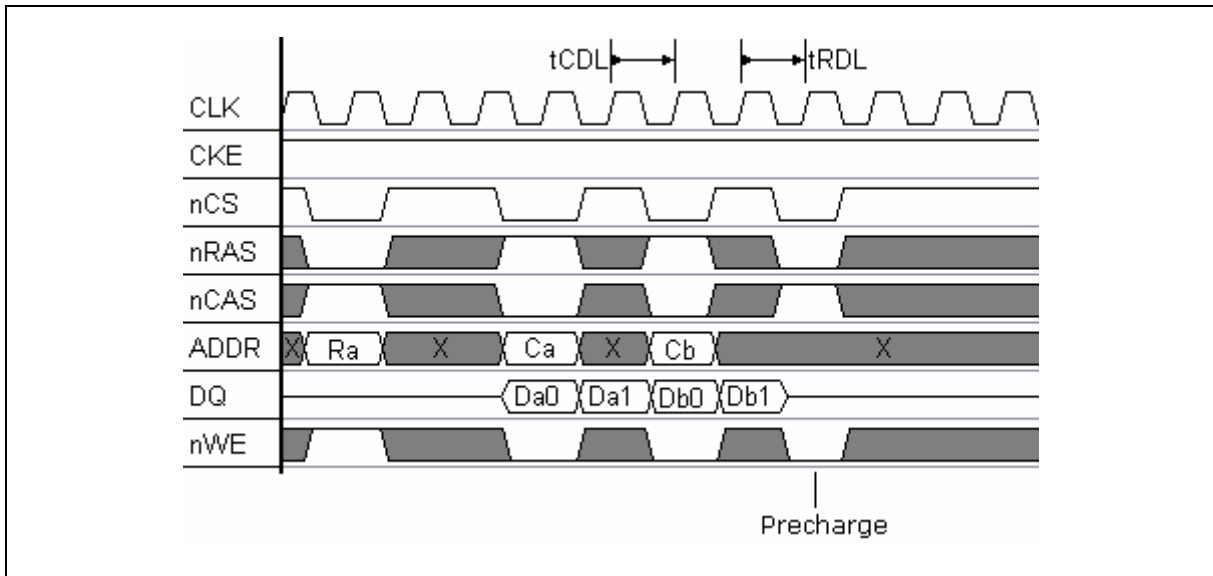 tCDL tRDL
CLK
CKE
nCS
nRAS
nCAS
ADDR X Ra X Ca X Cb X
DQ Da0 Da1 Db0 Db1
nWE
Precharge